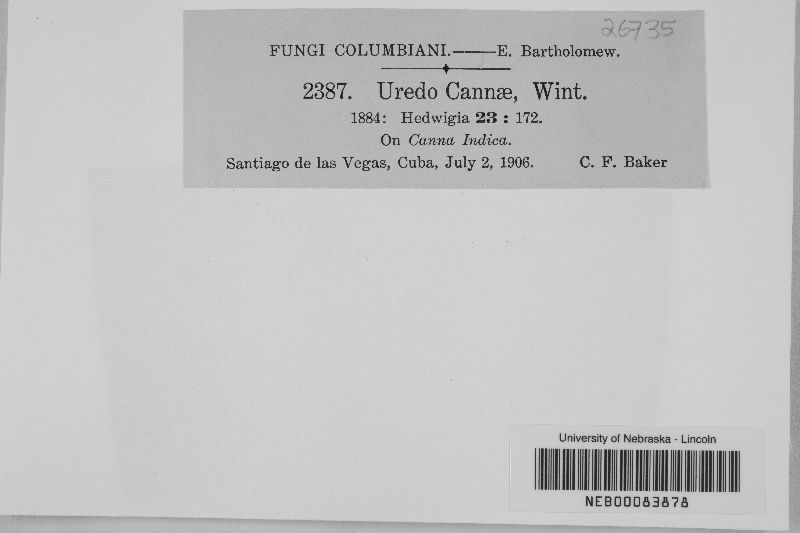 26735
FUNGI COLUMBIANI.——E. Bartholomew.
2387. Uredo Cannæ, Wint.
1884: Hedwigia 23 : 172.
On Canna Indica.
Santiago de las Vegas, Cuba, July 2, 1906. C. F. Baker
University of Nebraska - Lincoln
NEB00083878